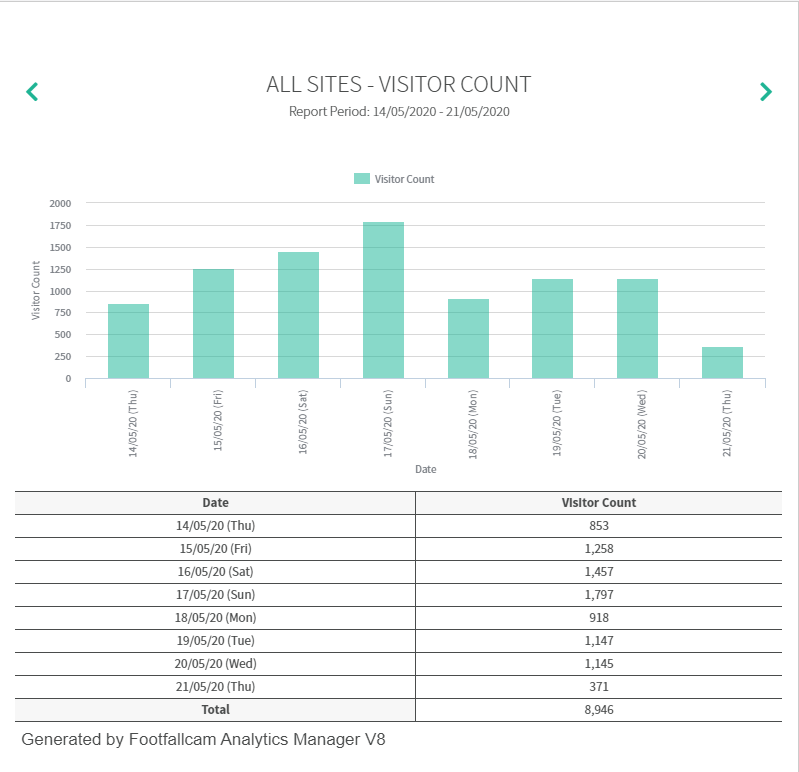 ALL SITES - VISITOR COUNT
Report Period: 14/05/2020 - 21/05/2020
Visitor Count
2000
1750
1500
1250
1000
750
500
250
0
Visitor Count
14/05/20 (Thu)
15/05/20 (Fri)
16/05/20 (Sat)
17/05/20 (Sun)
18/05/20 (Mon)
19/05/20 (Tue)
20/05/20 (Wed)
21/05/20 (Thu)
Date
Date Visitor Count
14/05/20 (Thu) 853
15/05/20 (Fri) 1,258
16/05/20 (Sat) 1,457
17/05/20 (Sun) 1,797
18/05/20 (Mon) 918
19/05/20 (Tue) 1,147
20/05/20 (Wed) 1,145
21/05/20 (Thu) 371
Total 8,946
Generated by Footfallcam Analytics Manager V8